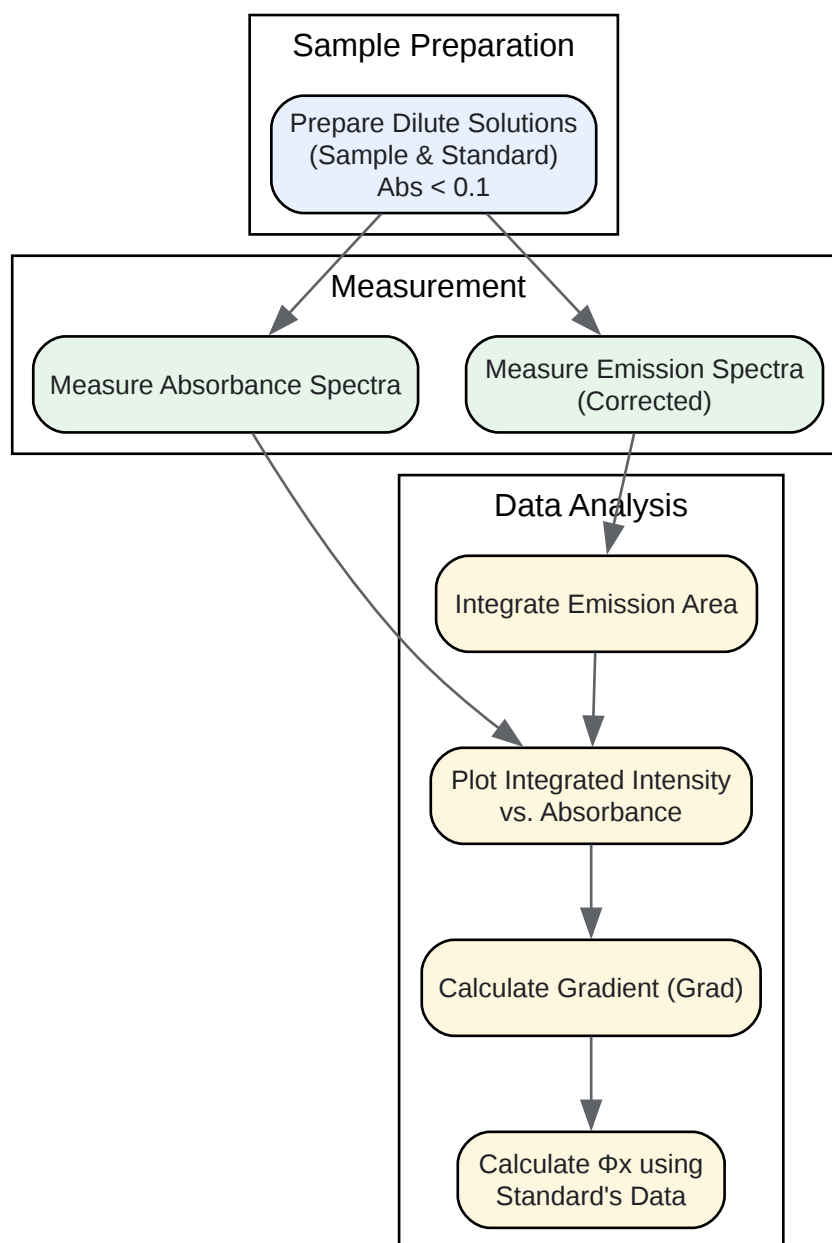 Sample Preparation
Prepare Dilute Solutions
(Sample & Standard)
Abs < 0.1
Measurement
Measure Absorbance Spectra
Measure Emission Spectra
(Corrected)
Data Analysis
Integrate Emission Area
Plot Integrated Intensity
vs. Absorbance
Calculate Gradient (Grad)
Calculate Φx using
Standard's Data